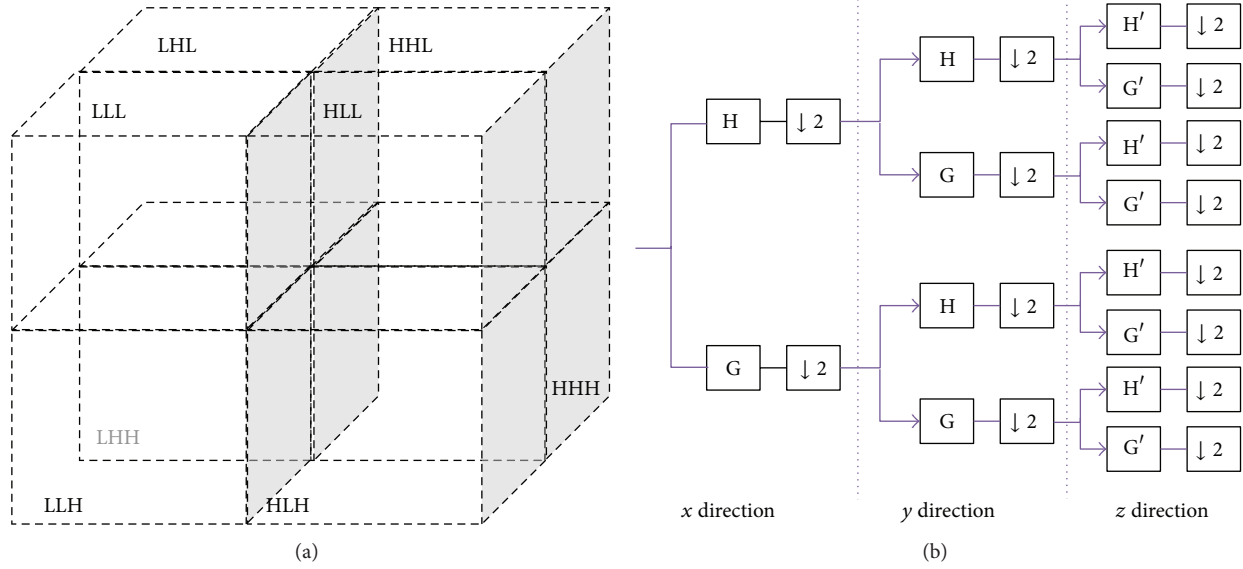 LHL
HHL
LLL
HLL
HHH
LHH
LLH
HLH
(a)
H′
↓ 2
H
↓ 2
G′
↓ 2
H
↓ 2
H′
↓ 2
G
↓ 2
G′
↓ 2
H′
↓ 2
H
↓ 2
G′
↓ 2
G
↓ 2
H′
↓ 2
G
↓ 2
G′
↓ 2
x direction
y direction
z direction
(b)